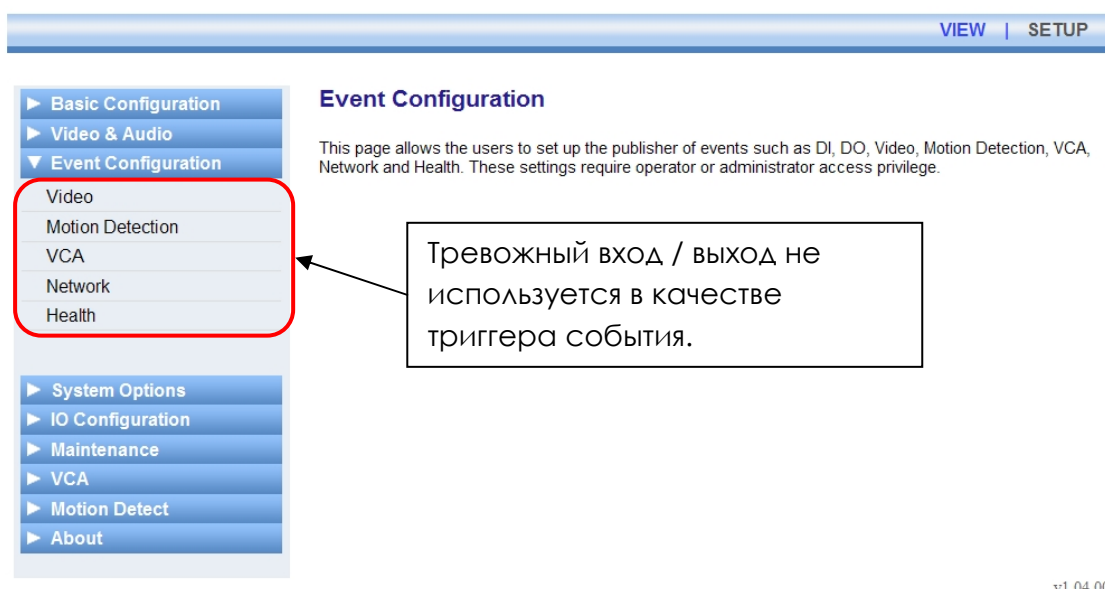 VIEW | SETUP
Basic Configuration
Video & Audio
Event Configuration
Video
Motion Detection
VCA
Network
Health
System Options
IO Configuration
Maintenance
VCA
Motion Detect
About
Event Configuration
This page allows the users to set up the publisher of events such as DI, DO, Video, Motion Detection, VCA,
Network and Health. These settings require operator or administrator access privilege.
Тревожный вход / выход не
используется в качестве
триггера события.